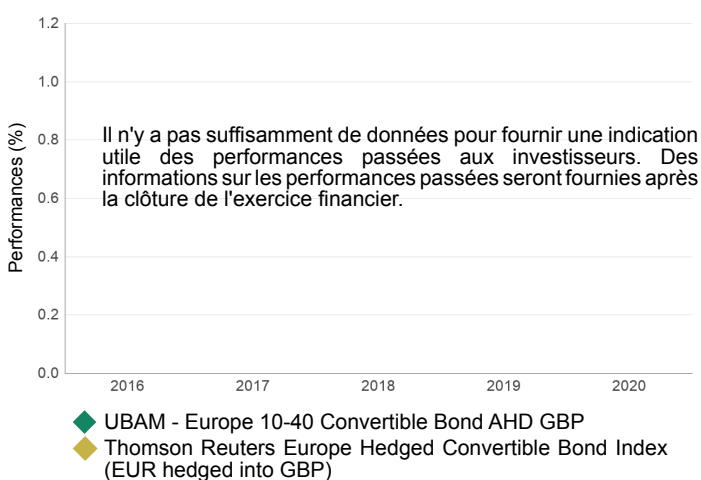 1.2
1.0
0.8
0.6
0.4
0.2
0.0
Performances (%)
Il n'y a pas suffisamment de données pour fournir une indication
utile des performances passées aux investisseurs. Des
informations sur les performances passées seront fournies après
la clôture de l'exercice financier.
2016 2017 2018 2019 2020
UBAM - Europe 10-40 Convertible Bond AHD GBP
Thomson Reuters Europe Hedged Convertible Bond Index
(EUR hedged into GBP)